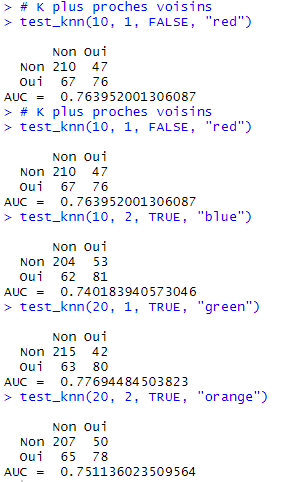 > # K plus proches voisins
> test_knn(10, 1, FALSE, "red")
Non Oui
Non 210 47
Oui 67 76
AUC = 0.763952001306087
> # K plus proches voisins
> test_knn(10, 1, FALSE, "red")
Non Oui
Non 210 47
Oui 67 76
AUC = 0.763952001306087
> test_knn(10, 2, TRUE, "blue")
Non Oui
Non 204 53
Oui 62 81
AUC = 0.740183940573046
> test_knn(20, 1, TRUE, "green")
Non Oui
Non 215 42
Oui 63 80
AUC = 0.77694484503823
> test_knn(20, 2, TRUE, "orange")
Non Oui
Non 207 50
Oui 65 78
AUC = 0.751136023509564